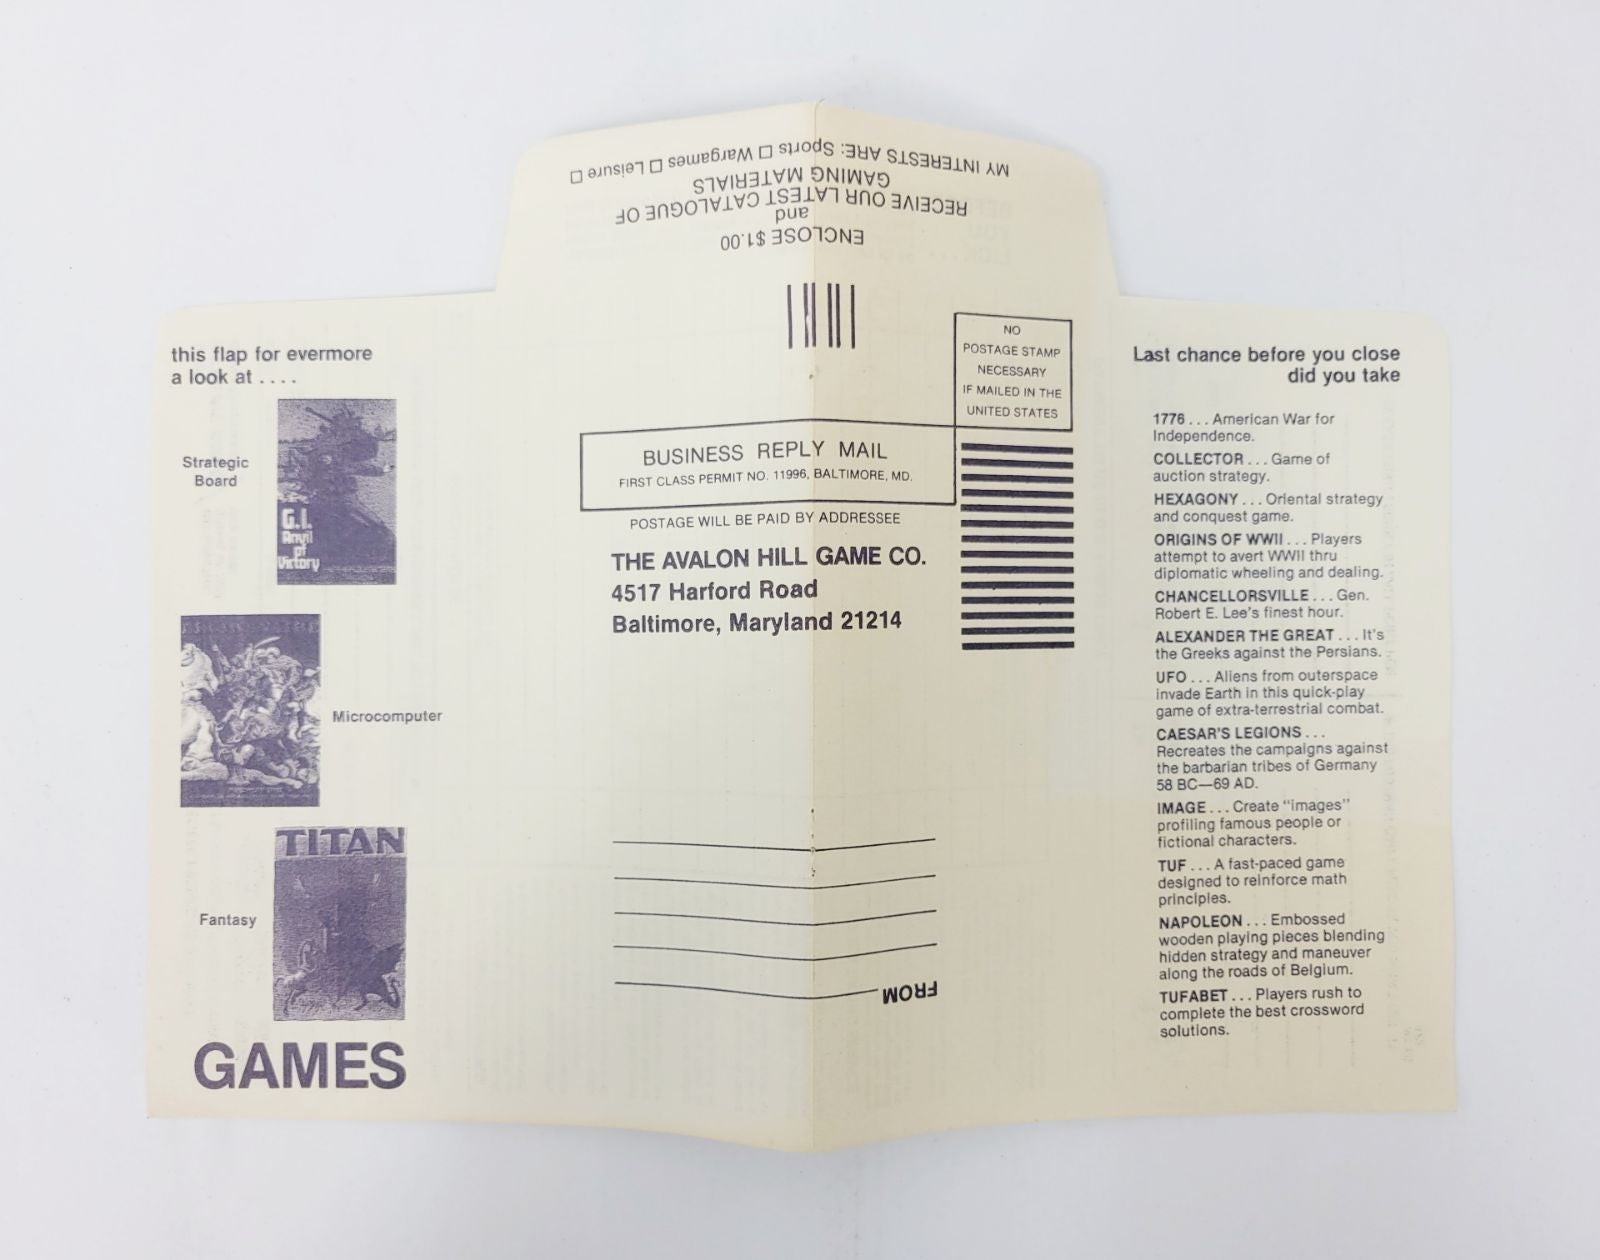 MY INTERESTS ARE: Sports □ Wargames □ Leisure □
RECEIVE OUR LATEST CATALOGUE OF
GAMING MATERIALS
and
ENCLOSE $1.00
NO
POSTAGE STAMP
NECESSARY
IF MAILED IN THE
UNITED STATES
BUSINESS REPLY MAIL
FIRST CLASS PERMIT NO. 11996, BALTIMORE, MD.
POSTAGE WILL BE PAID BY ADDRESSEE
THE AVALON HILL GAME CO.
4517 Harford Road
Baltimore, Maryland 21214
FROM
this flap for evermore
a look at ....
Strategic
Board
G.I.
Anvil
of
Victory
Microcomputer
TITAN
Fantasy
GAMES
Last chance before you close
did you take
1776 ... American War for
Independence.
COLLECTOR ... Game of
auction strategy.
HEXAGONY ... Oriental strategy
and conquest game.
ORIGINS OF WWII ... Players
attempt to avert WWII thru
diplomatic wheeling and dealing.
CHANCELLORSVILLE ... Gen.
Robert E. Lee's finest hour.
ALEXANDER THE GREAT ... It's
the Greeks against the Persians.
UFO ... Aliens from outerspace
invade Earth in this quick-play
game of extra-terrestrial combat.
CAESAR'S LEGIONS ...
Recreates the campaigns against
the barbarian tribes of Germany
58 BC—69 AD.
IMAGE ... Create "images"
profiling famous people or
fictional characters.
TUF ... A fast-paced game
designed to reinforce math
principles.
NAPOLEON ... Embossed
wooden playing pieces blending
hidden strategy and maneuver
along the roads of Belgium.
TUFABET ... Players rush to
complete the best crossword
solutions.